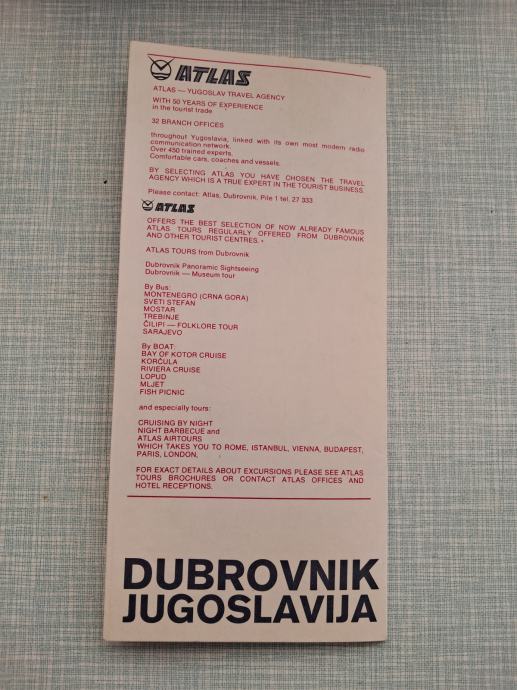 ATLAS
ATLAS — YUGOSLAV TRAVEL AGENCY
WITH 50 YEARS OF EXPERIENCE
in the tourist trade
32 BRANCH OFFICES
throughout Yugoslavia, linked with its own most modern radio
communication network.
Over 450 trained experts.
Comfortable cars, coaches and vessels.
BY SELECTING ATLAS YOU HAVE CHOSEN THE TRAVEL
AGENCY WHICH IS A TRUE EXPERT IN THE TOURIST BUSINESS
Please contact: Atlas, Dubrovnik, Pile 1 tel. 27 333
ATLAS
OFFERS THE BEST SELECTION OF NOW ALREADY FAMOUS
ATLAS TOURS REGULARLY OFFERED FROM DUBROVNIK
AND OTHER TOURIST CENTRES.
ATLAS TOURS from Dubrovnik
Dubrovnik Panoramic Sightseeing
Dubrovnik — Museum tour
By Bus:
MONTENEGRO (CRNA GORA)
SVETI STEFAN
MOSTAR
TREBINJE
ČILIPI — FOLKLORE TOUR
SARAJEVO
By BOAT:
BAY OF KOTOR CRUISE
KORČULA
RIVIERA CRUISE
LOPUD
MLJET
FISH PICNIC
and especially tours:
CRUISING BY NIGHT
NIGHT BARBECUE and
ATLAS AIRTOURS
WHICH TAKES YOU TO ROME, ISTANBUL, VIENNA, BUDAPEST,
PARIS, LONDON,
FOR EXACT DETAILS ABOUT EXCURSIONS PLEASE SEE ATLAS
TOURS BROCHURES OR CONTACT ATLAS OFFICES AND
HOTEL RECEPTIONS.
DUBROVNIK
JUGOSLAVIJA